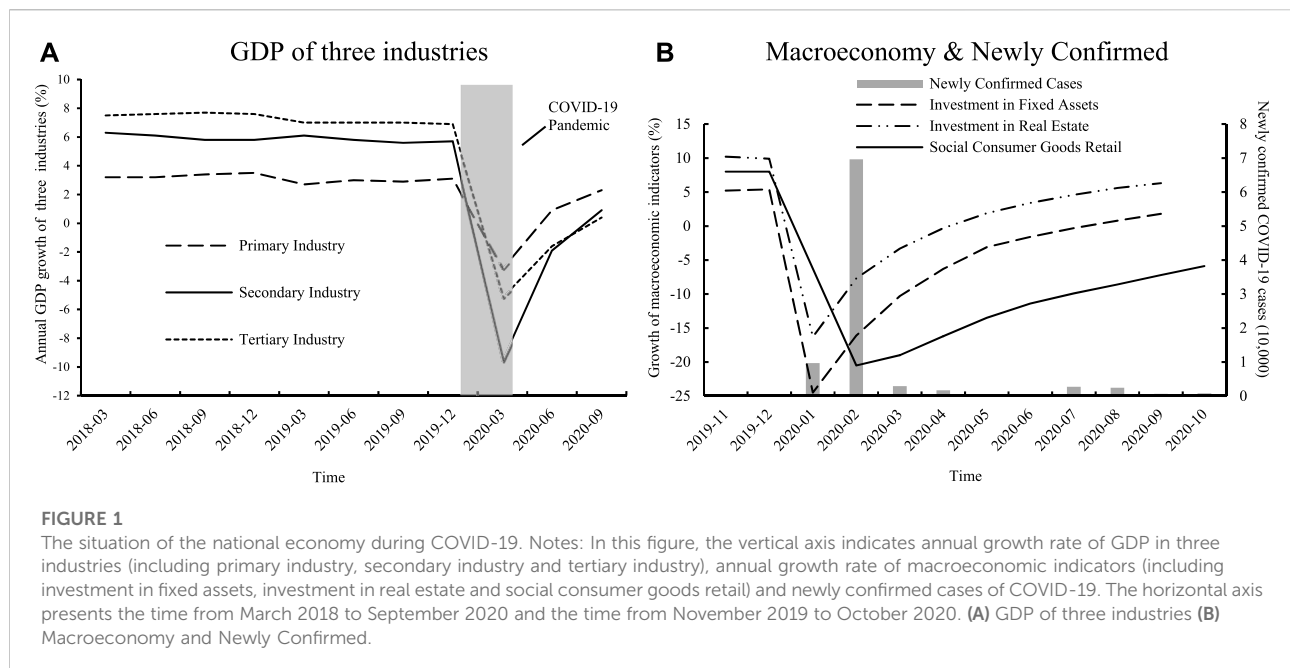 A GDP of three industries
Annual GDP growth of three industries (%)
10
8
6
4
2
0
-2
-4
-6
-8
-10
-12
COVID-19
Pandemic
Primary Industry
Secondary Industry
Tertiary Industry
2018-03
2018-06
2018-09
2018-12
2019-03
2019-06
2019-09
2019-12
2020-03
2020-06
2020-09
Time
B Macroeconomy & Newly Confirmed
Newly Confirmed Cases
Investment in Fixed Assets
Investment in Real Estate
Social Consumer Goods Retail
Growth of macroeconomic indicators (%)
15
10
5
0
-5
-10
-15
-20
-25
8
7
6
5
4
3
2
1
0
Newly confirmed COVID-19 cases (10,000)
2019-11
2019-12
2020-01
2020-02
2020-03
2020-04
2020-05
2020-06
2020-07
2020-08
2020-09
2020-10
Time
FIGURE 1
The situation of the national economy during COVID-19. Notes: In this figure, the vertical axis indicates annual growth rate of GDP in three
industries (including primary industry, secondary industry and tertiary industry), annual growth rate of macroeconomic indicators (including
investment in fixed assets, investment in real estate and social consumer goods retail) and newly confirmed cases of COVID-19. The horizontal axis
presents the time from March 2018 to September 2020 and the time from November 2019 to October 2020. (A) GDP of three industries (B)
Macroeconomy and Newly Confirmed.